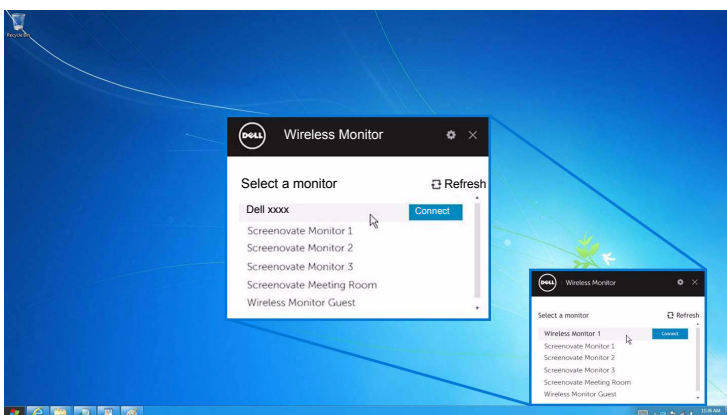 Recycle Bin
DELL
Wireless Monitor
Select a monitor
Refresh
Dell xxxx
Connect
Screenovate Monitor 1
Screenovate Monitor 2
Screenovate Monitor 3
Screenovate Meeting Room
Wireless Monitor Guest
DELL
Wireless Monitor
Select a monitor
Refresh
Wireless Monitor 1
Connect
Screenovate Monitor 1
Screenovate Monitor 2
Screenovate Monitor 3
Screenovate Meeting Room
Wireless Monitor Guest